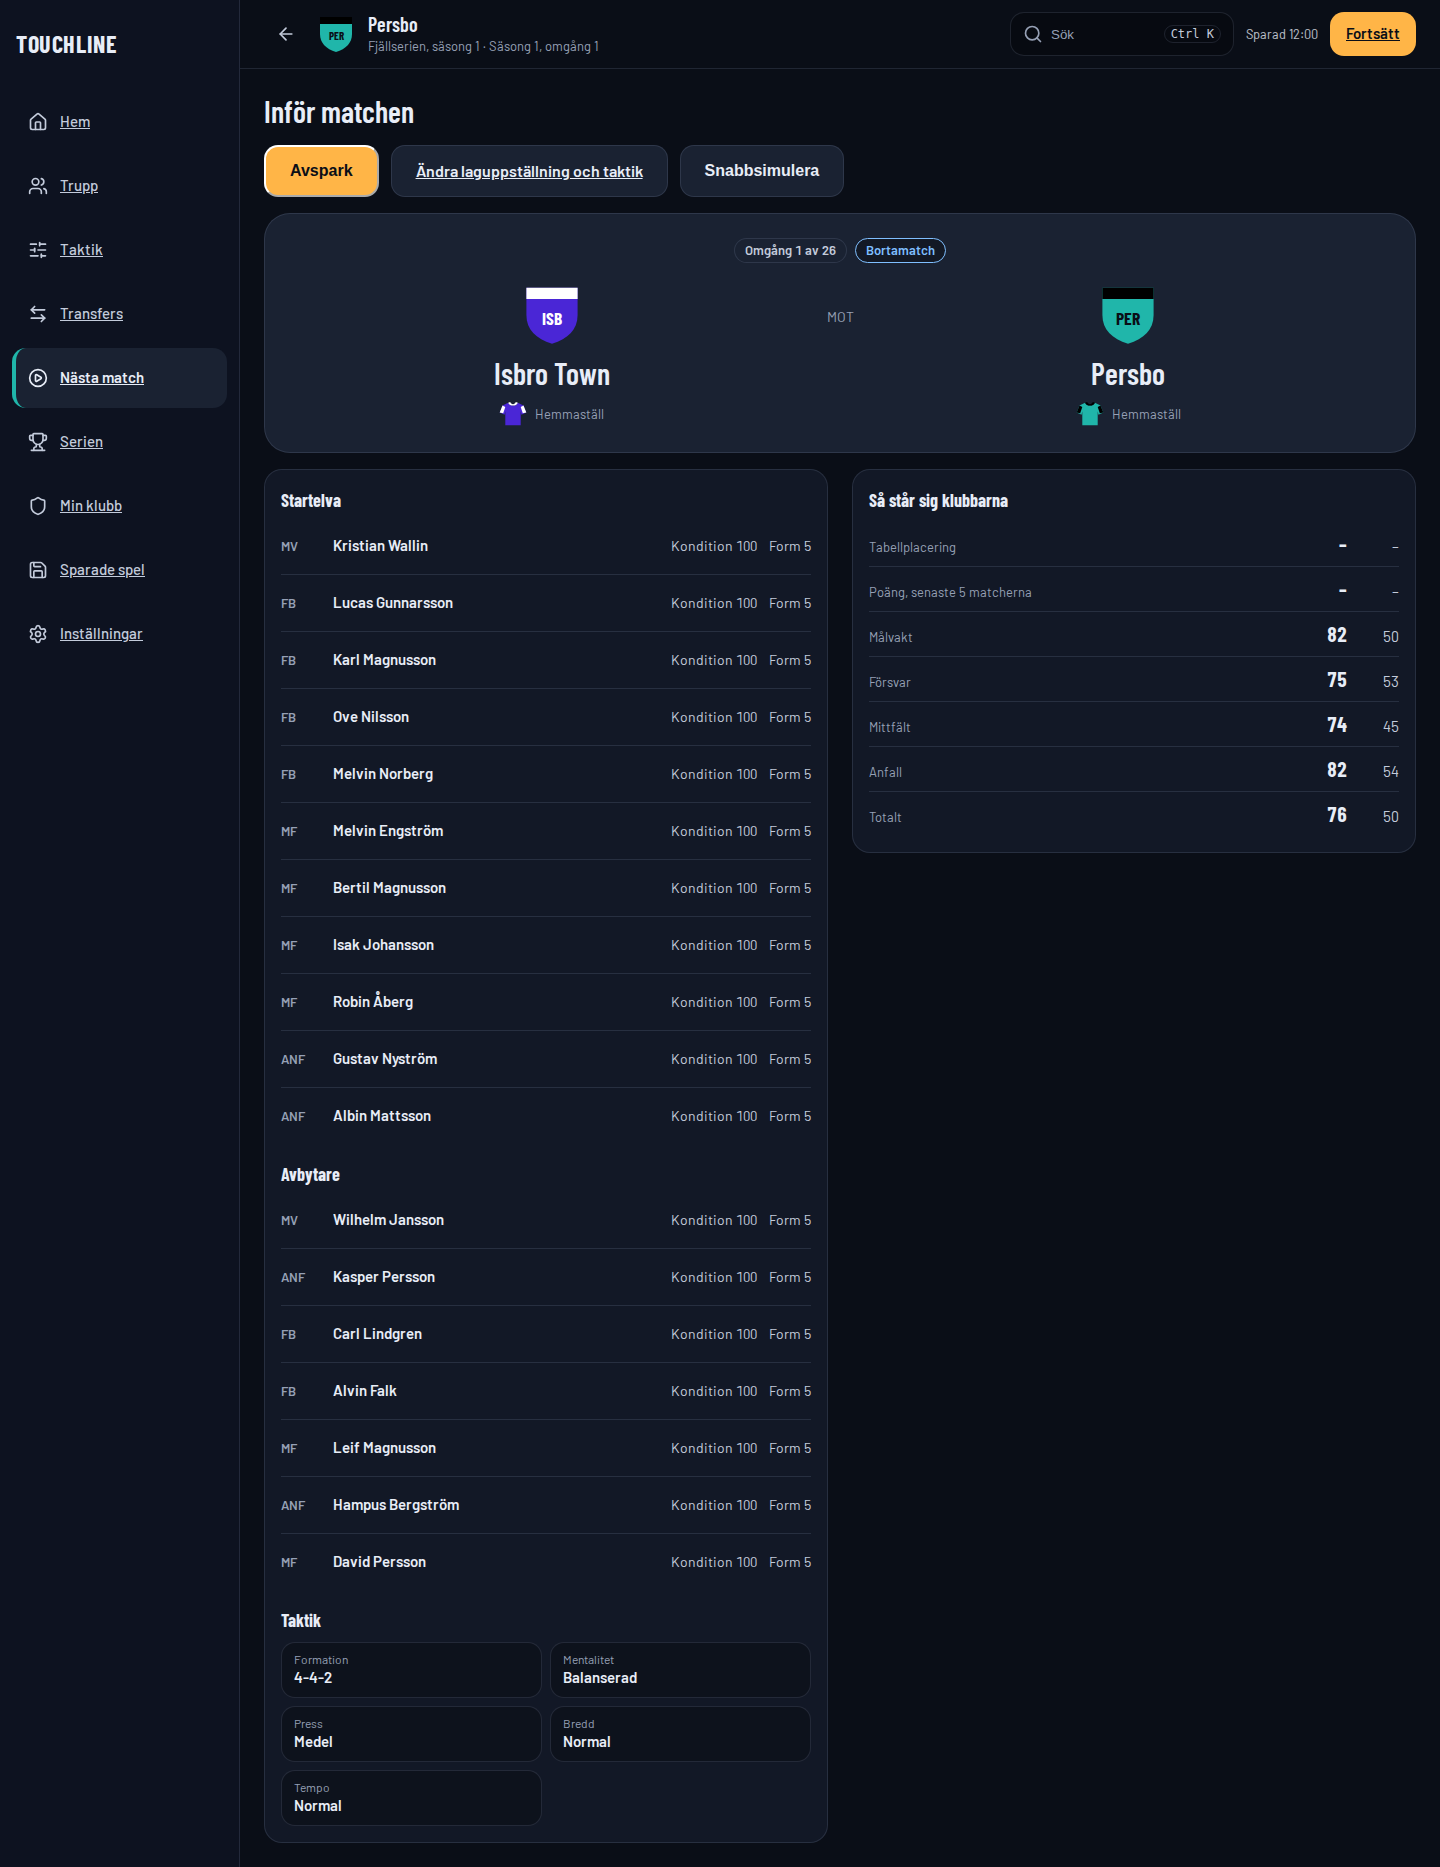 TOUCHLINE
Hem
Trupp
Taktik
Transfers
Nästa match
Serien
Min klubb
Sparade spel
Inställningar
PER
Persbo
Fjällserien, säsong 1 · Säsong 1, omgång 1
Sök
Ctrl K
Sparad 12:00
Fortsätt
Inför matchen
Avspark
Ändra laguppställning och taktik
Snabbsimulera
Omgång 1 av 26
Bortamatch
ISB
MOT
PER
Isbro Town
Persbo
Hemmaställ
Hemmaställ
Startelva
MV Kristian Wallin Kondition 100 Form 5
FB Lucas Gunnarsson Kondition 100 Form 5
FB Karl Magnusson Kondition 100 Form 5
FB Ove Nilsson Kondition 100 Form 5
FB Melvin Norberg Kondition 100 Form 5
MF Melvin Engström Kondition 100 Form 5
MF Bertil Magnusson Kondition 100 Form 5
MF Isak Johansson Kondition 100 Form 5
MF Robin Åberg Kondition 100 Form 5
ANF Gustav Nyström Kondition 100 Form 5
ANF Albin Mattsson Kondition 100 Form 5
Avbytare
MV Wilhelm Jansson Kondition 100 Form 5
ANF Kasper Persson Kondition 100 Form 5
FB Carl Lindgren Kondition 100 Form 5
FB Alvin Falk Kondition 100 Form 5
MF Leif Magnusson Kondition 100 Form 5
ANF Hampus Bergström Kondition 100 Form 5
MF David Persson Kondition 100 Form 5
Taktik
Formation
4-4-2
Mentalitet
Balanserad
Press
Medel
Bredd
Normal
Tempo
Normal
Så står sig klubbarna
Tabellplacering – –
Poäng, senaste 5 matcherna – –
Målvakt 82 50
Försvar 75 53
Mittfält 74 45
Anfall 82 54
Totalt 76 50